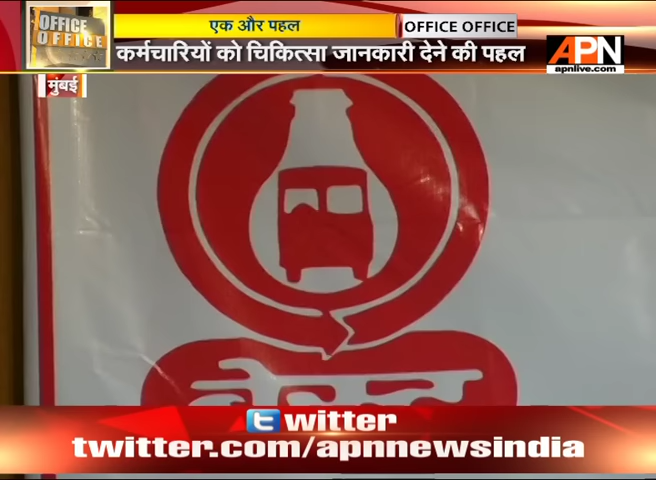 OFFICE
OFFICE
एक और पहल
OFFICE OFFICE
कर्मचारियों को चिकित्सा जानकारी देने की पहल
APN
apnlive.com
मुंबई
twitter
twitter.com/apnnewsindia